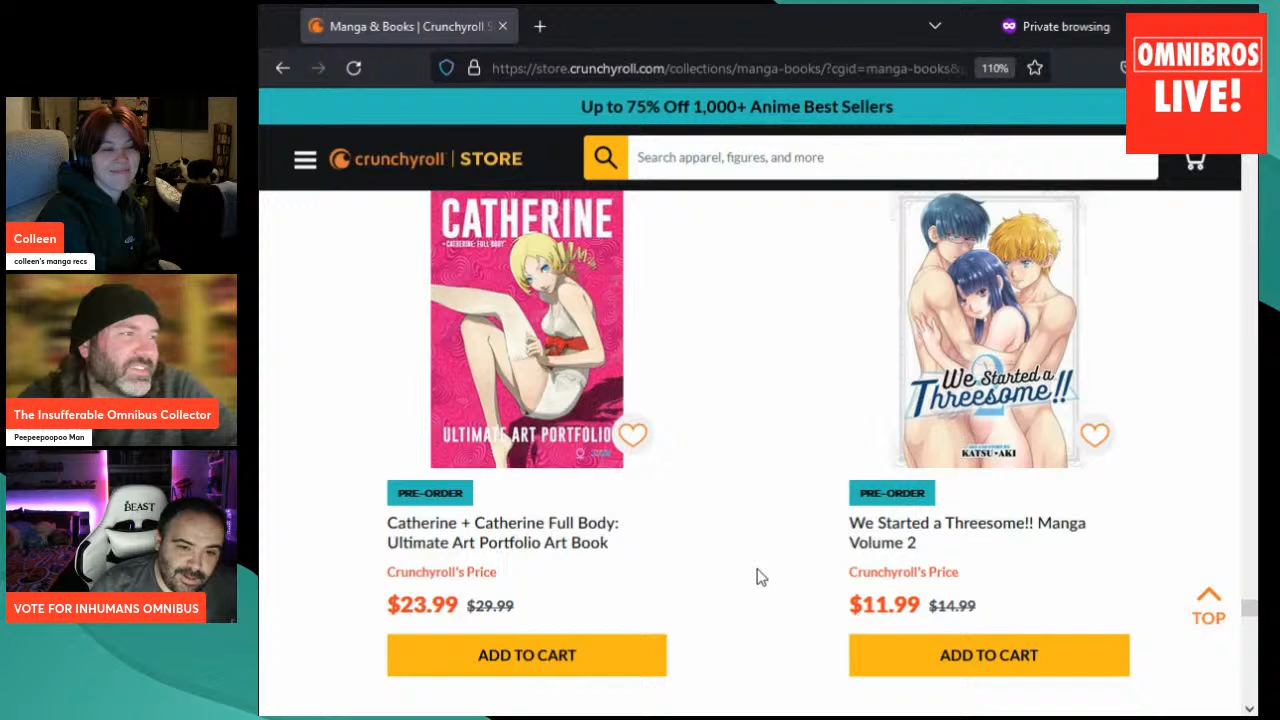 Manga & Books | Crunchyroll S
Private browsing
https://store.crunchyroll.com/collections/manga-books/?cgid=manga-books&
110%
OMNIBROS
LIVE!
Up to 75% Off 1,000+ Anime Best Sellers
crunchyroll | STORE
Search apparel, figures, and more
Colleen
colleen's manga recs
The Insufferable Omnibus Collector
Peepeepoopoo Man
BEAST
VOTE FOR INHUMANS OMNIBUS
CATHERINE
+ CATHERINE: FULL BODY
ULTIMATE ART PORTFOLIO
We Started a
Threesome!!
2
KATSU•AKI
PRE-ORDER
Catherine + Catherine Full Body:
Ultimate Art Portfolio Art Book
Crunchyroll's Price
$23.99 $29.99
ADD TO CART
PRE-ORDER
We Started a Threesome!! Manga
Volume 2
Crunchyroll's Price
$11.99 $14.99
ADD TO CART
TOP